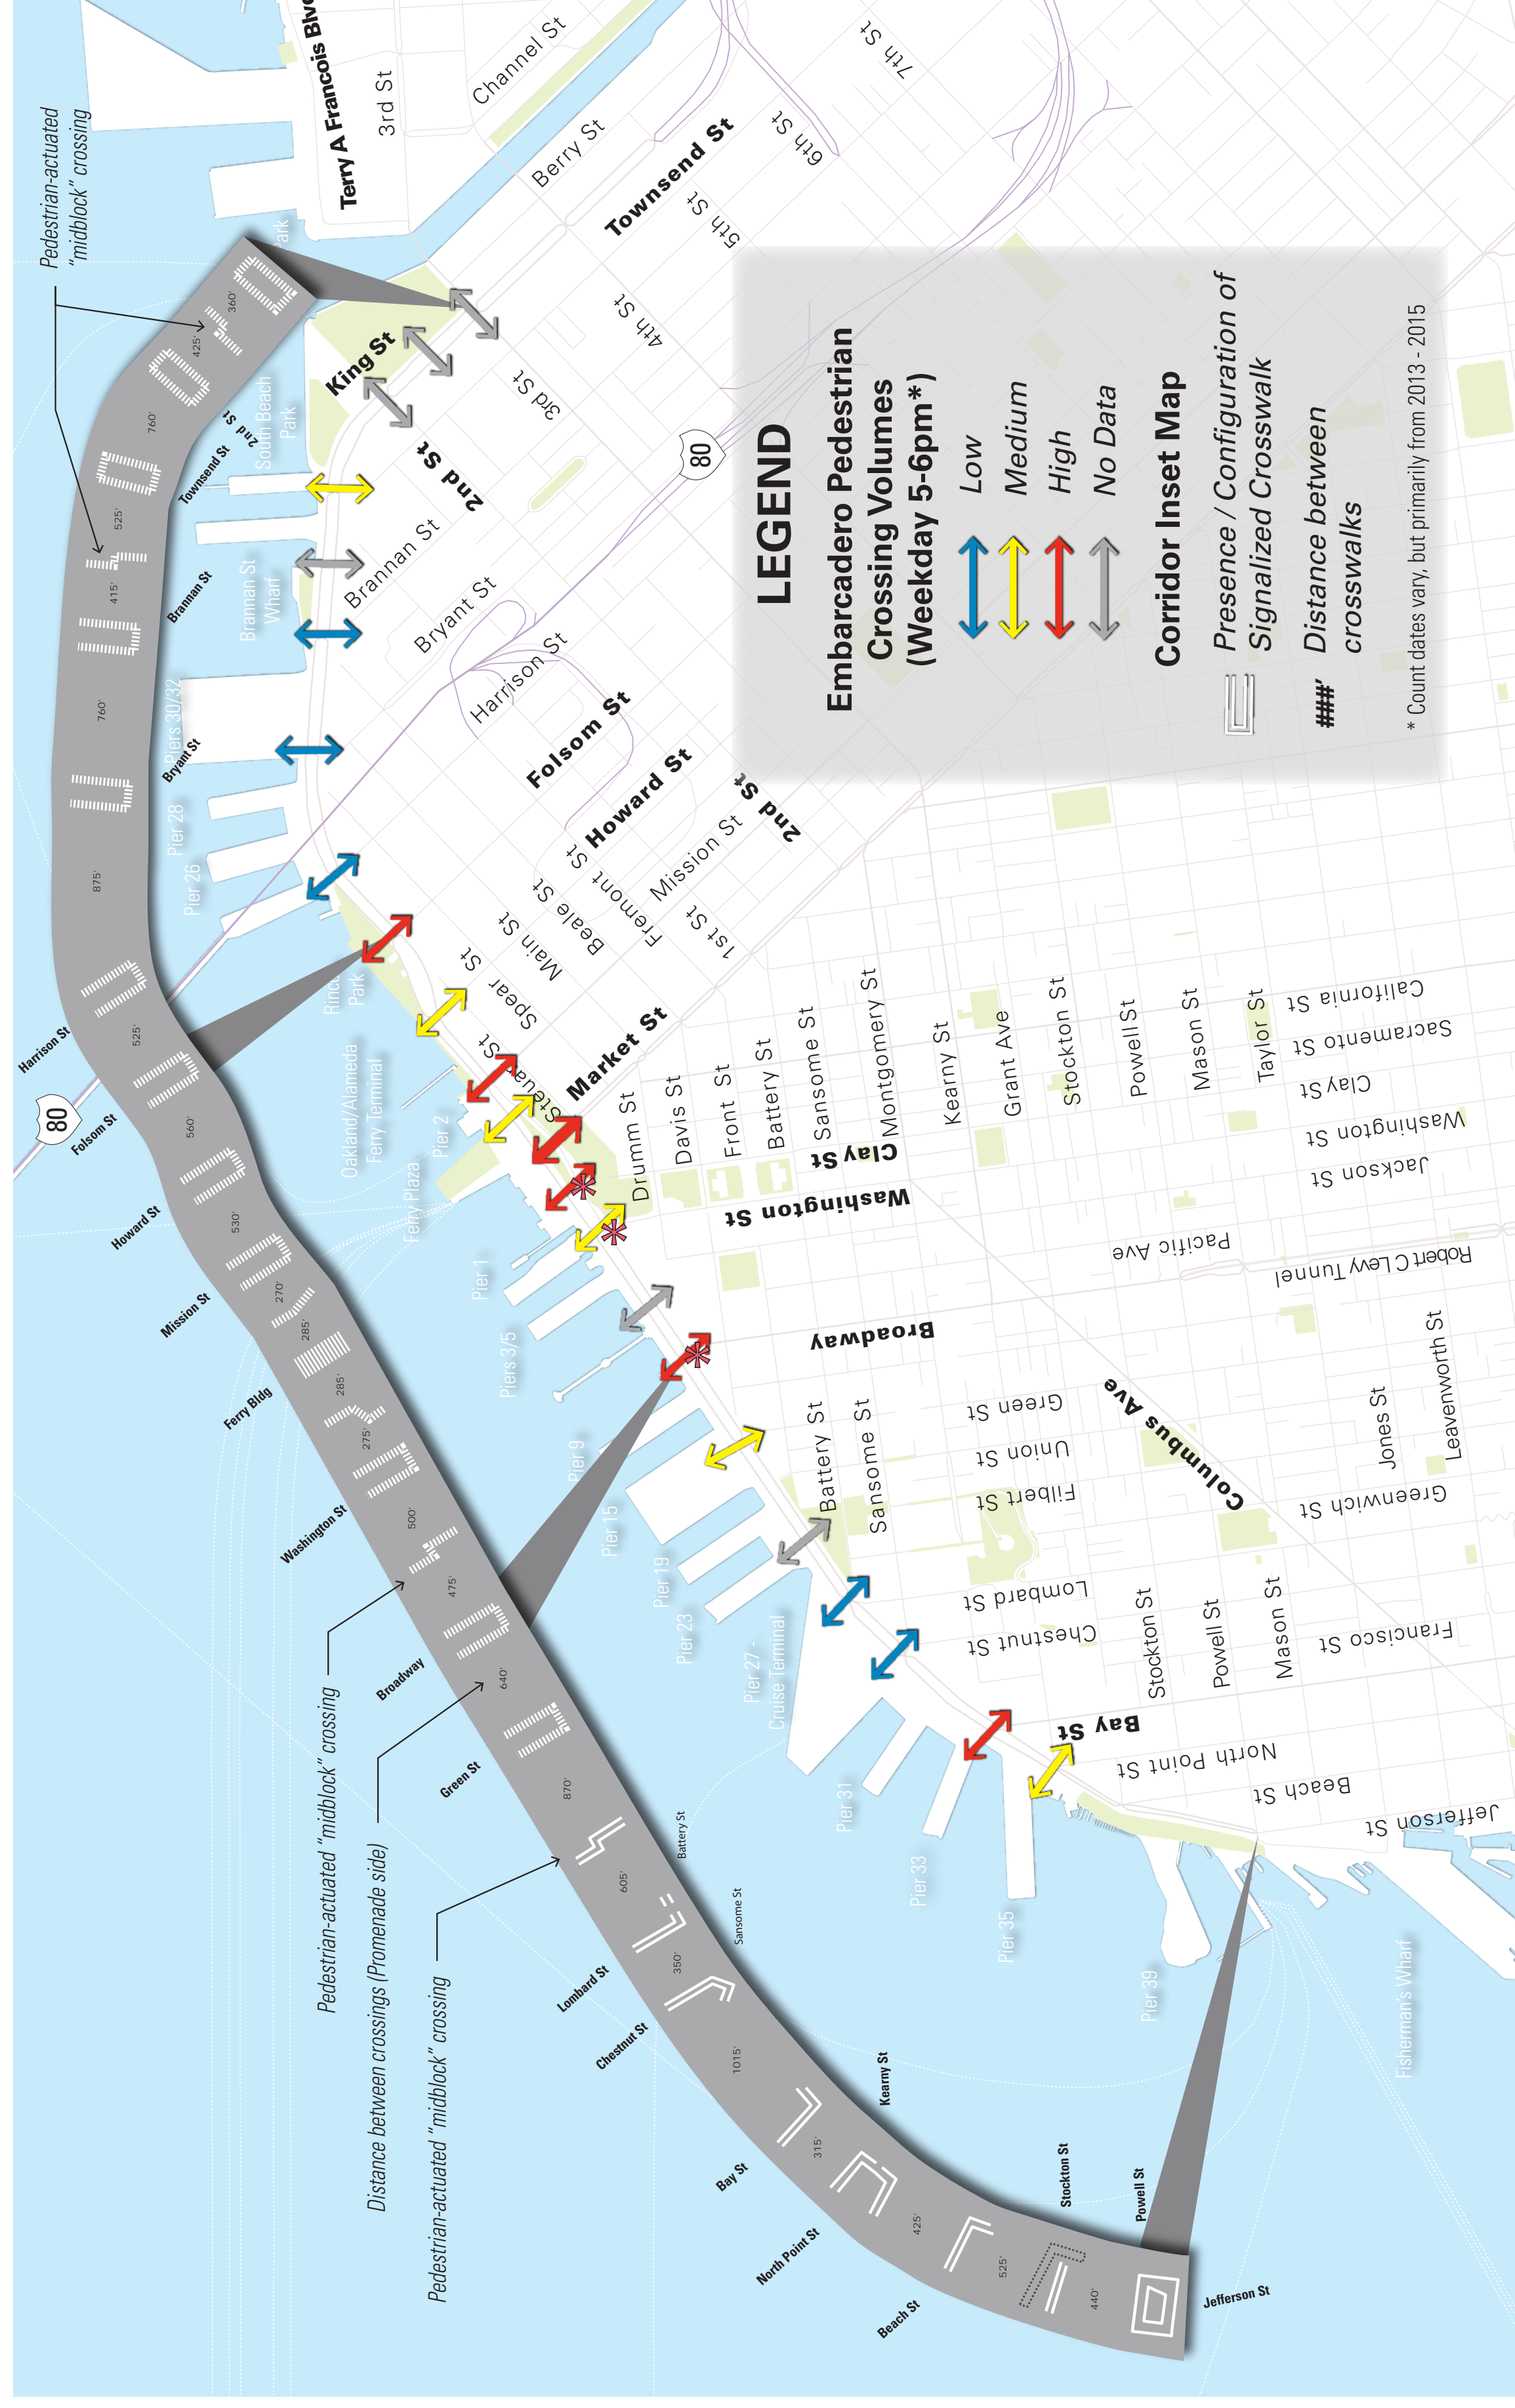 Pedestrian-actuated
“midblock” crossing
Pedestrian-actuated “midblock” crossing
Distance between crossings (Promenade side)
Pedestrian-actuated “midblock” crossing
Jefferson St
Powell St
Stockton St
Beach St
North Point St
Kearny St
Bay St
Chestnut St
Lombard St
Sansome St
Battery St
Green St
Broadway
Washington St
Ferry Bldg
Mission St
Howard St
Folsom St
Harrison St
Bryant St
Brannan St
Townsend St
2nd St
440'
525'
425'
315'
1015'
350'
605'
870'
640'
475'
500'
275'
285'
285'
270'
530'
560'
525'
875'
760'
415'
525'
760'
425'
360'
80
Fisherman's Wharf
Pier 39
Pier 35
Pier 33
Pier 31
Pier 27 -
Cruise Terminal
Pier 23
Pier 19
Pier 15
Pier 9
Piers 3/5
Pier 1
Ferry Plaza
Pier 2
Oakland/Alameda
Ferry Terminal
Park
Pier 26
Pier 28
Piers 30/32
Brannan St
Wharf
South Beach
Park
Park
Terry A Francois Blv
3rd St
Channel St
Berry St
Townsend St
7th St
6th St
5th St
4th St
3rd St
King St
2nd St
80
Brannan St
Bryant St
Harrison St
Folsom St
Howard St
Mission St
2nd St
1st St
Fremont St
Beale St
Main St
Spear St
Steuart St
Market St
Drumm St
Davis St
Front St
Battery St
Sansome St
Montgomery St
Kearny St
Grant Ave
Stockton St
Powell St
Mason St
Taylor St
California St
Sacramento St
Clay St
Washington St
Jackson St
Clay St
Washington St
Pacific Ave
Robert C Levy Tunnel
Broadway
Columbus Ave
Battery St
Sansome St
Green St
Union St
Filbert St
Greenwich St
Jones St
Leavenworth St
Lombard St
Chestnut St
Francisco St
Stockton St
Powell St
Mason St
Bay St
North Point St
Beach St
Jefferson St
LEGEND
Embarcadero Pedestrian
Crossing Volumes
(Weekday 5-6pm*)
Low
Medium
High
No Data
Corridor Inset Map
Presence / Configuration of
Signalized Crosswalk
###' Distance between
crosswalks
* Count dates vary, but primarily from 2013 - 2015